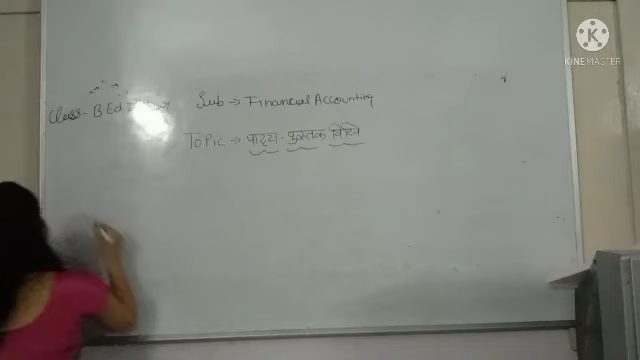 Class- B.Ed I Sub → Financial Accounting
Topic → पाठ्य-पुस्तक विधि
K
KINEMASTER